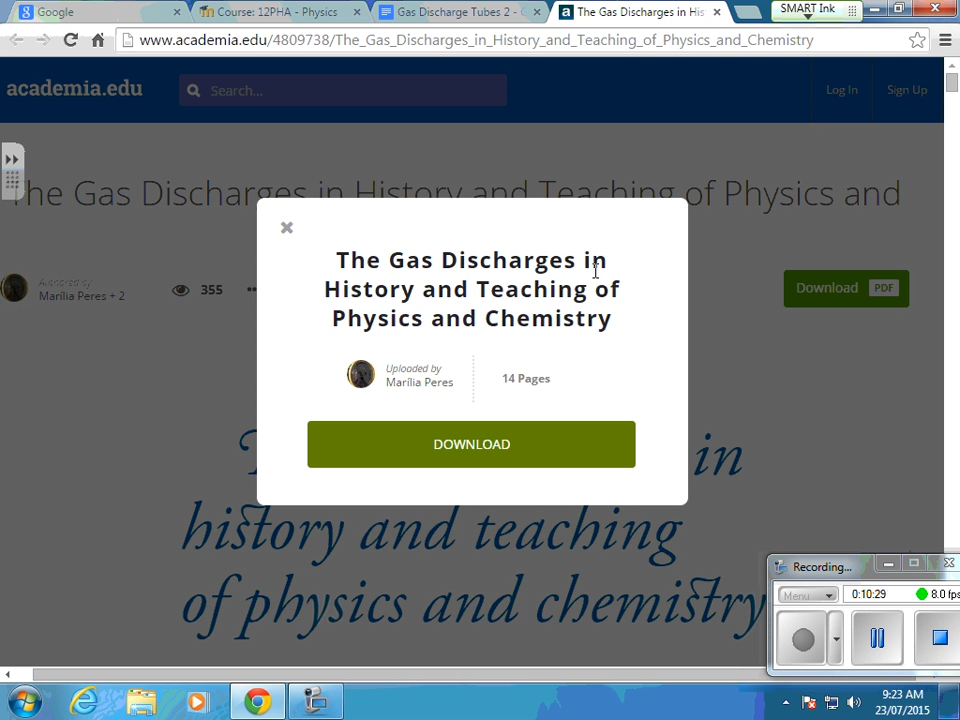 Google
Course: 12PHA - Physics
Gas Discharge Tubes 2 -
The Gas Discharges in His
SMART Ink
www.academia.edu/4809738/The_Gas_Discharges_in_History_and_Teaching_of_Physics_and_Chemistry
academia.edu
Search...
Log In
Sign Up
The Gas Discharges in History and Teaching of Physics and
Authored by
Marília Peres + 2
355
Download PDF
The Gas Discharges in
History and Teaching of
Physics and Chemistry
Uploaded by
Marília Peres
14 Pages
DOWNLOAD
in
history and teaching
of physics and chemistry
Recording...
Menu
0:10:29
8.0 fps
9:23 AM
23/07/2015